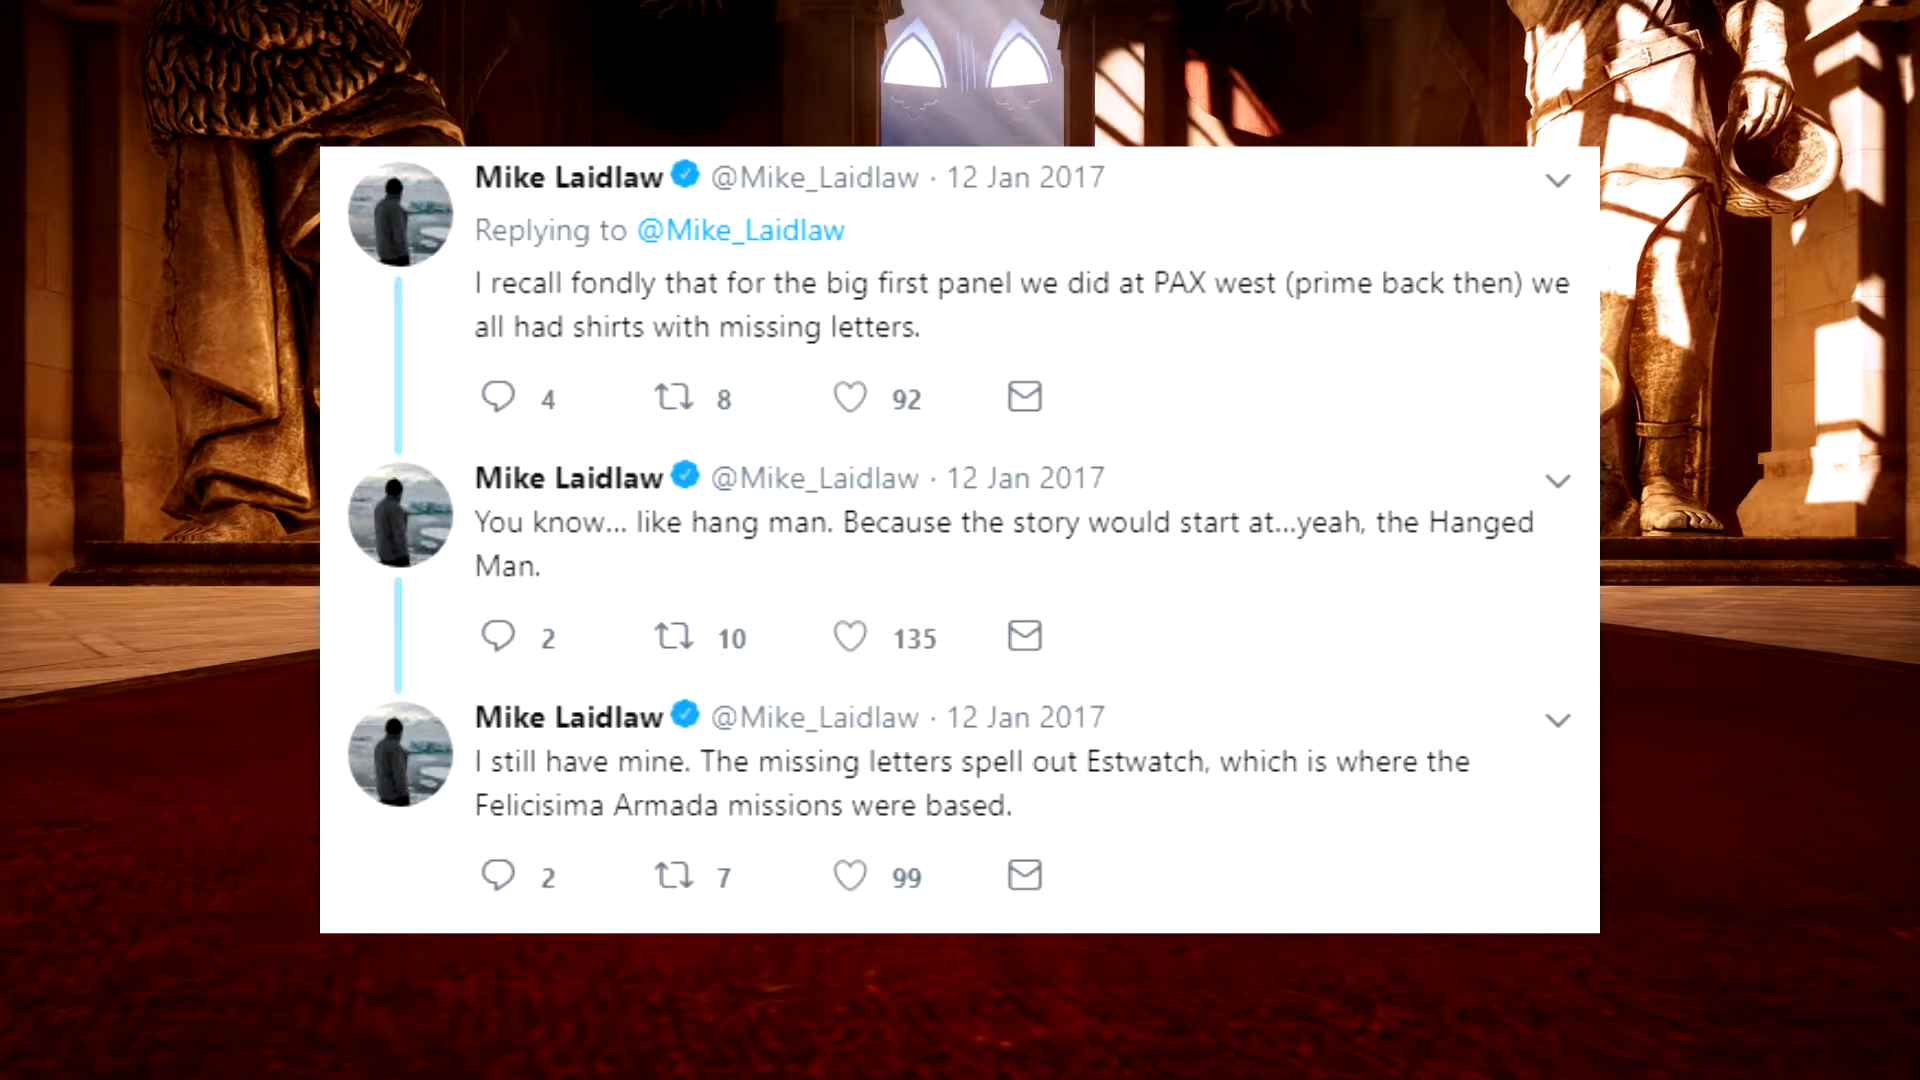 Mike Laidlaw @Mike_Laidlaw · 12 Jan 2017
Replying to @Mike_Laidlaw
I recall fondly that for the big first panel we did at PAX west (prime back then) we
all had shirts with missing letters.
4 8 92
Mike Laidlaw @Mike_Laidlaw · 12 Jan 2017
You know... like hang man. Because the story would start at...yeah, the Hanged
Man.
2 10 135
Mike Laidlaw @Mike_Laidlaw · 12 Jan 2017
I still have mine. The missing letters spell out Estwatch, which is where the
Felicisima Armada missions were based.
2 7 99